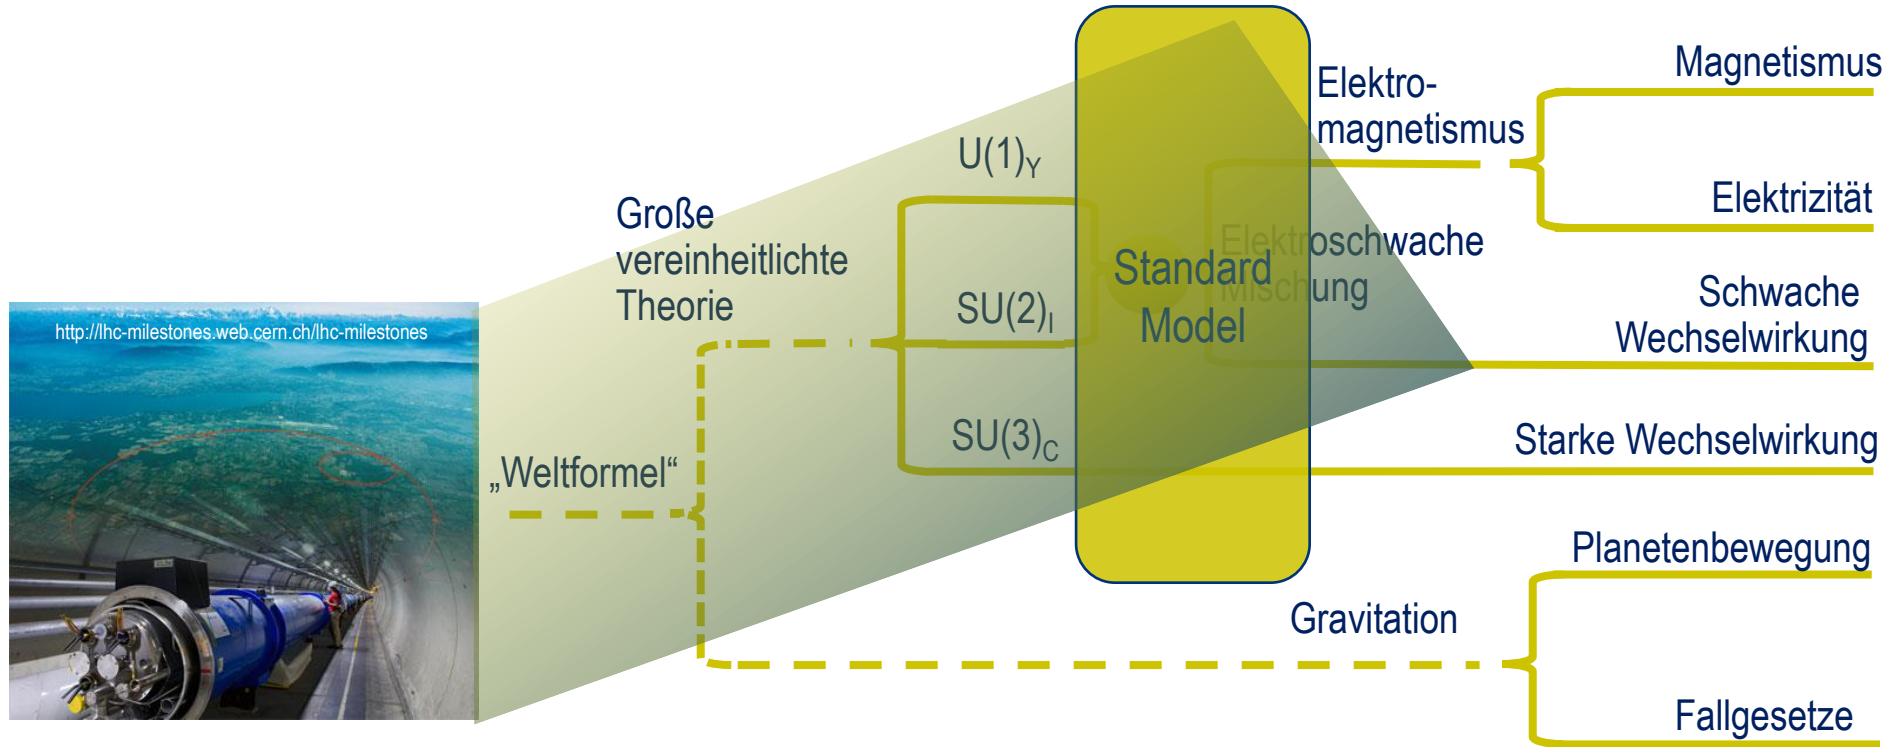 http://lhc-milestones.web.cern.ch/lhc-milestones
„Weltformel“
Große
vereinheitlichte
Theorie
U(1)Y
SU(2)I
SU(3)C
Standard
Model
Elektroschwache
Mischung
Elektro-
magnetismus
Magnetismus
Elektrizität
Schwache
Wechselwirkung
Starke Wechselwirkung
Gravitation
Planetenbewegung
Fallgesetze